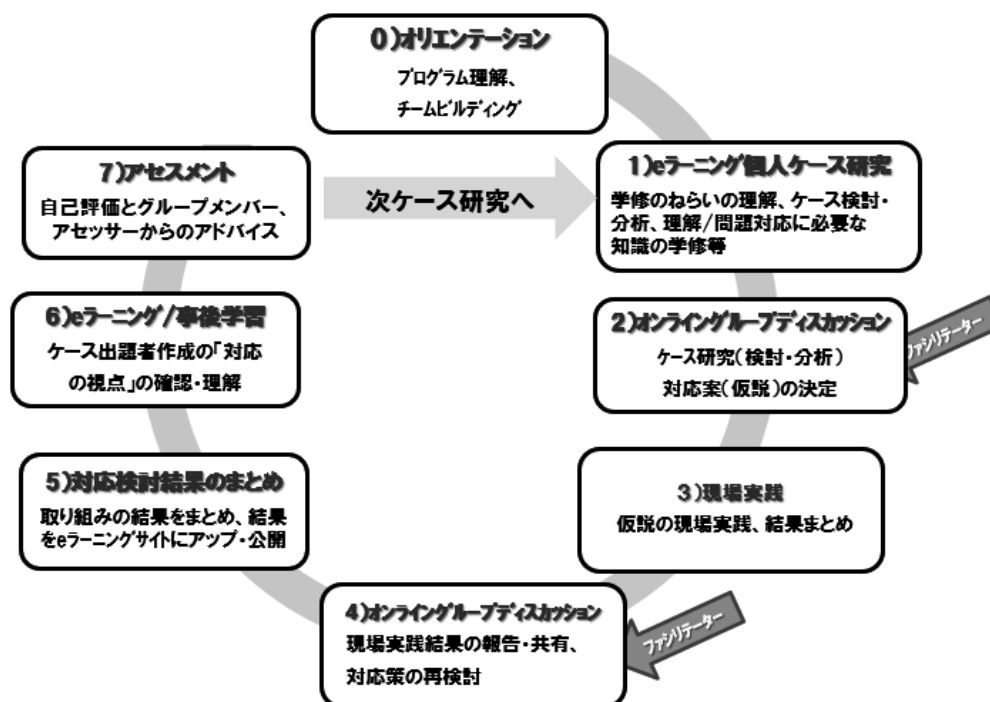 0)オリエンテーション
プログラム理解、
チームビルディング
1)eラーニング個人ケース研究
学修のねらいの理解、ケース検討・
分析、理解/問題対応に必要な
知識の学修等
2)オンライングループディスカッション
ケース研究(検討・分析)
対応案(仮説)の決定
ファシリテーター
3)現場実践
仮説の現場実践、結果まとめ
4)オンライングループディスカッション
現場実践結果の報告・共有、
対応策の再検討
ファシリテーター
5)対応検討結果のまとめ
取り組みの結果をまとめ、結果
をeラーニングサイトにアップ・公開
6)eラーニング/事後学習
ケース出題者作成の「対応
の視点」の確認・理解
7)アセスメント
自己評価とグループメンバー、
アセッサーからのアドバイス
次ケース研究へ